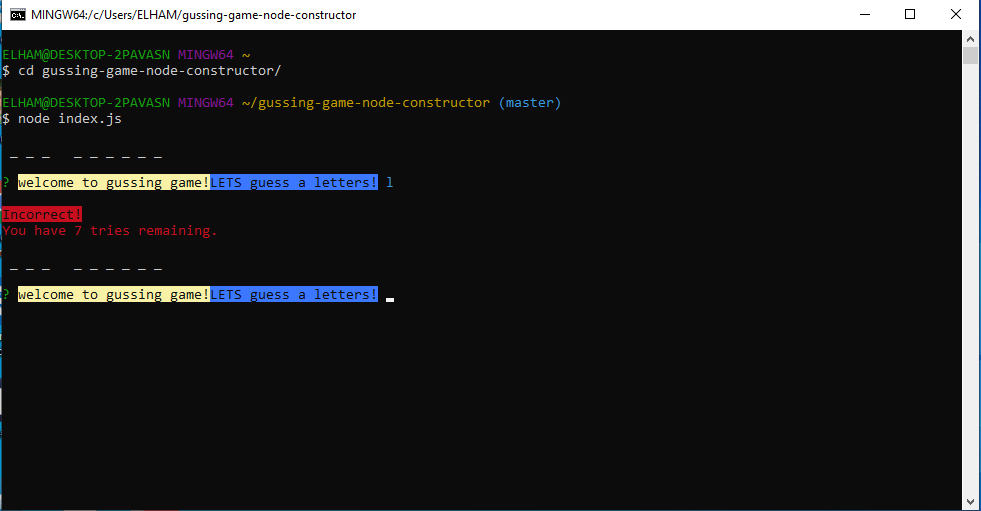 MINGW64:/c/Users/ELHAM/gussing-game-node-constructor
ELHAM@DESKTOP-2PAVASN MINGW64 ~
$ cd gussing-game-node-constructor/
ELHAM@DESKTOP-2PAVASN MINGW64 ~/gussing-game-node-constructor (master)
$ node index.js
_ _ _   _ _ _ _ _ _
? welcome to gussing game!LETS guess a letters! l
Incorrect!
You have 7 tries remaining.
_ _ _   _ _ _ _ _ _
? welcome to gussing game!LETS guess a letters!